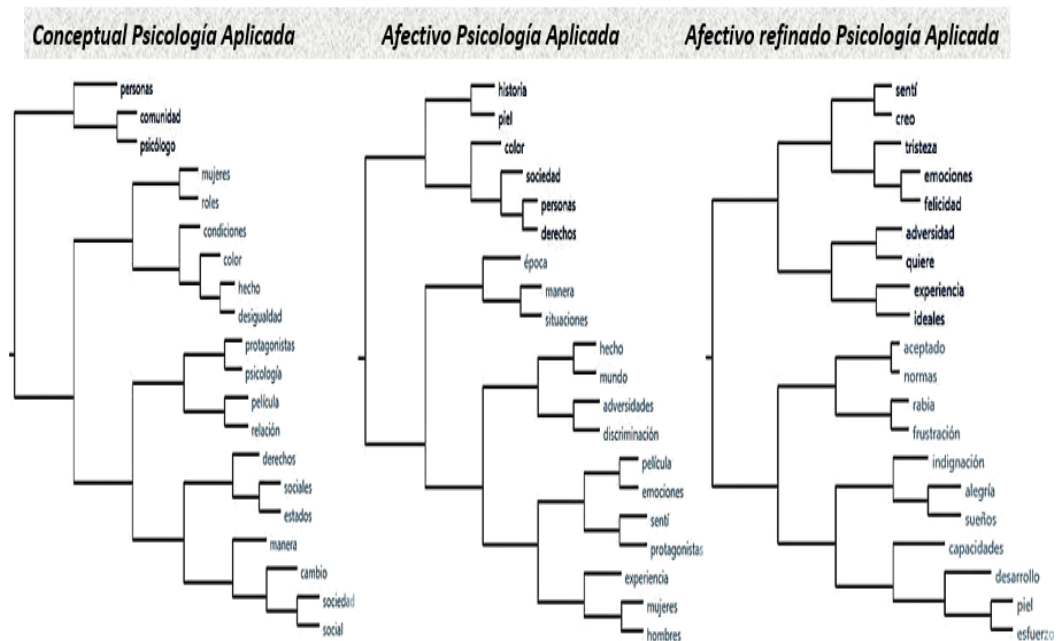 Conceptual Psicología Aplicada
personas
comunidad
psicólogo
mujeres
roles
condiciones
color
hecho
desigualdad
protagonistas
psicología
película
relación
derechos
sociales
estados
manera
cambio
sociedad
social
Afectivo Psicología Aplicada
historia
piel
color
sociedad
personas
derechos
época
manera
situaciones
hecho
mundo
adversidades
discriminación
película
emociones
sentí
protagonistas
experiencia
mujeres
hombres
Afectivo refinado Psicología Aplicada
sentí
creo
tristeza
emociones
felicidad
adversidad
quiere
experiencia
ideales
aceptado
normas
rabia
frustración
indignación
alegría
sueños
capacidades
desarrollo
piel
esfuerzo